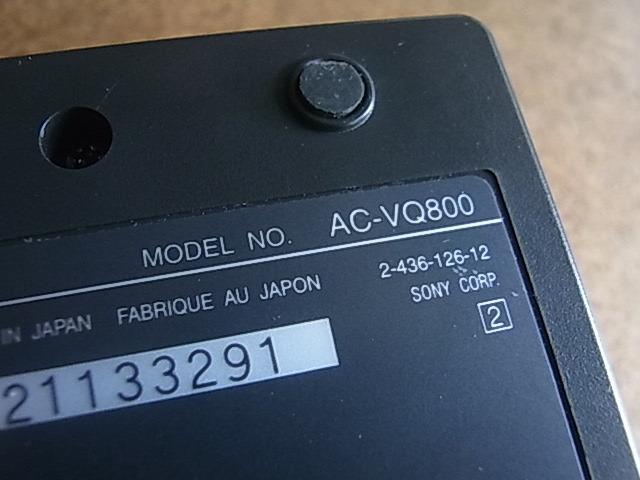 MODEL NO. AC-VQ800
IN JAPAN FABRIQUE AU JAPON 2-436-126-12
SONY CORP.
21133291 2